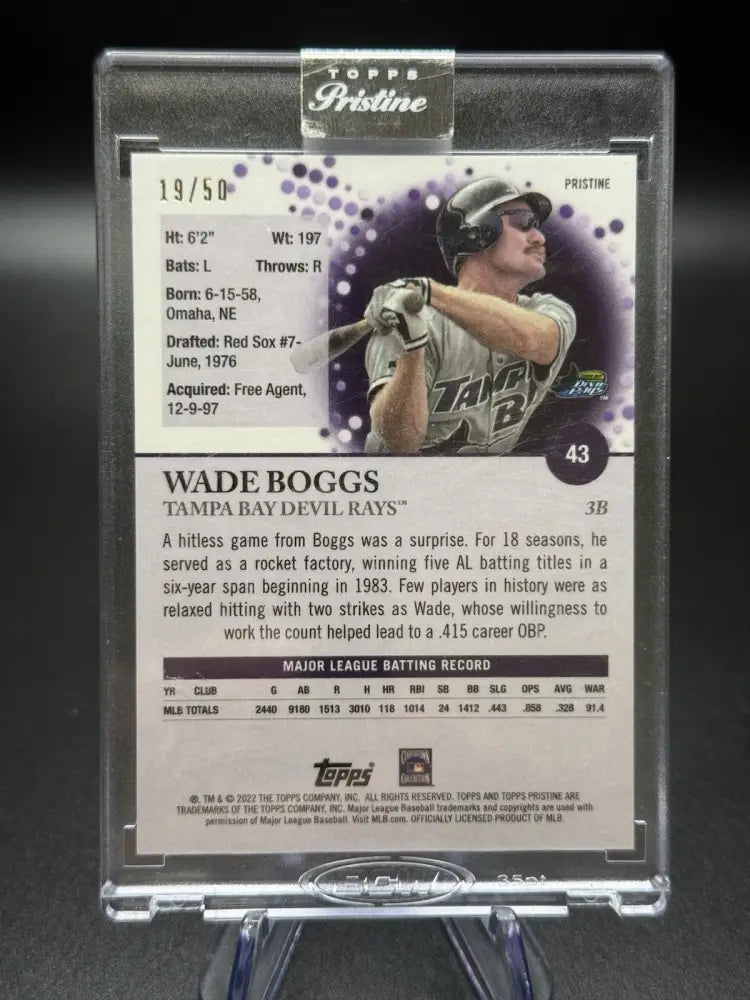 TOPPS
Pristine
19/50
PRISTINE
Ht: 6'2" Wt: 197
Bats: L Throws: R
Born: 6-15-58,
Omaha, NE
Drafted: Red Sox #7-
June, 1976
Acquired: Free Agent,
12-9-97
TAMPA
B
DEVIL
RAYS™
43
WADE BOGGS
TAMPA BAY DEVIL RAYS™ 3B
A hitless game from Boggs was a surprise. For 18 seasons, he
served as a rocket factory, winning five AL batting titles in a
six-year span beginning in 1983. Few players in history were as
relaxed hitting with two strikes as Wade, whose willingness to
work the count helped lead to a .415 career OBP.
MAJOR LEAGUE BATTING RECORD
YR CLUB G AB R H HR RBI SB BB SLG OPS AVG WAR
MLB TOTALS 2440 9180 1513 3010 118 1014 24 1412 .443 .858 .328 91.4
Topps
COOPERSTOWN
COLLECTION
®, TM & © 2022 THE TOPPS COMPANY, INC. ALL RIGHTS RESERVED. TOPPS AND TOPPS PRISTINE ARE
TRADEMARKS OF THE TOPPS COMPANY, INC. Major League Baseball trademarks and copyrights are used with
permission of Major League Baseball. Visit MLB.com. OFFICIALLY LICENSED PRODUCT OF MLB.
BCW 35pt